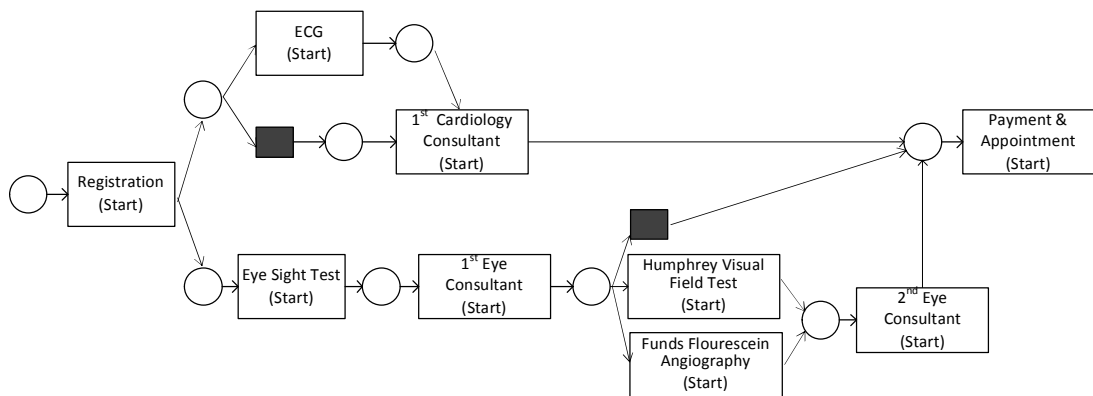 ECG
(Start)
1st Cardiology
Consultant
(Start)
Payment &
Appointment
(Start)
Registration
(Start)
Eye Sight Test
(Start)
1st Eye
Consultant
(Start)
Humphrey Visual
Field Test
(Start)
2nd Eye
Consultant
(Start)
Funds Flourescein
Angiography
(Start)